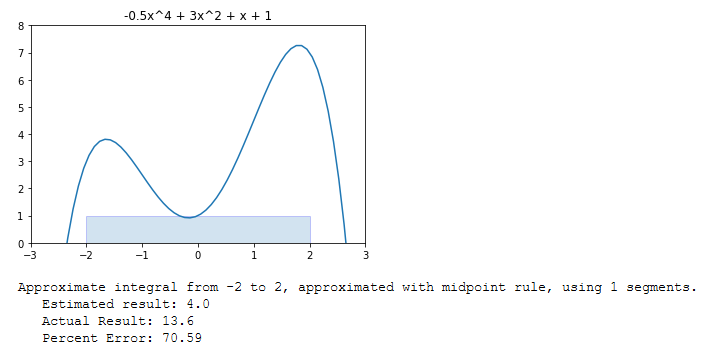 -0.5x^4 + 3x^2 + x + 1
8
7
6
5
4
3
2
1
0
−3 −2 −1 0 1 2 3
Approximate integral from -2 to 2, approximated with midpoint rule, using 1 segments.
Estimated result: 4.0
Actual Result: 13.6
Percent Error: 70.59